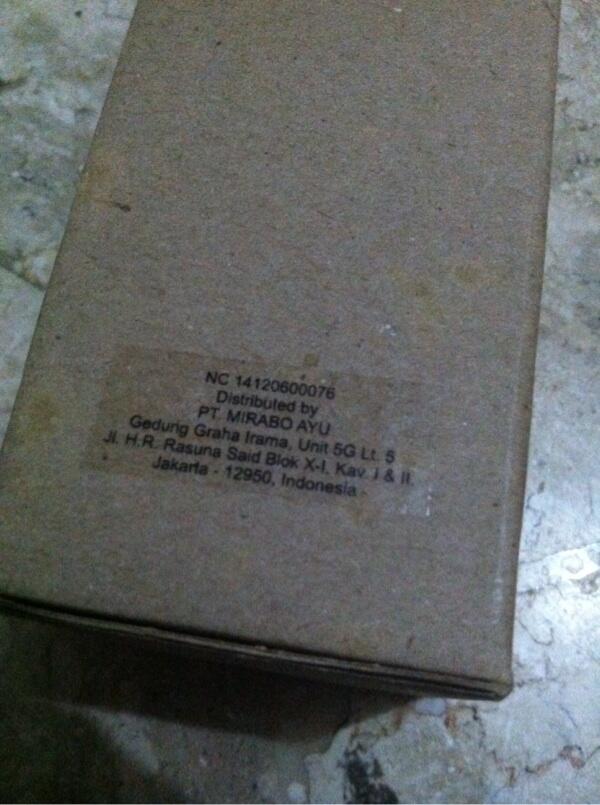 NC 14120600076
Distributed by
PT. MIRABO AYU
Gedung Graha Irama, Unit 5G Lt. 5
Jl. H.R. Rasuna Said Blok X-I, Kav. I & II.
Jakarta - 12950, Indonesia